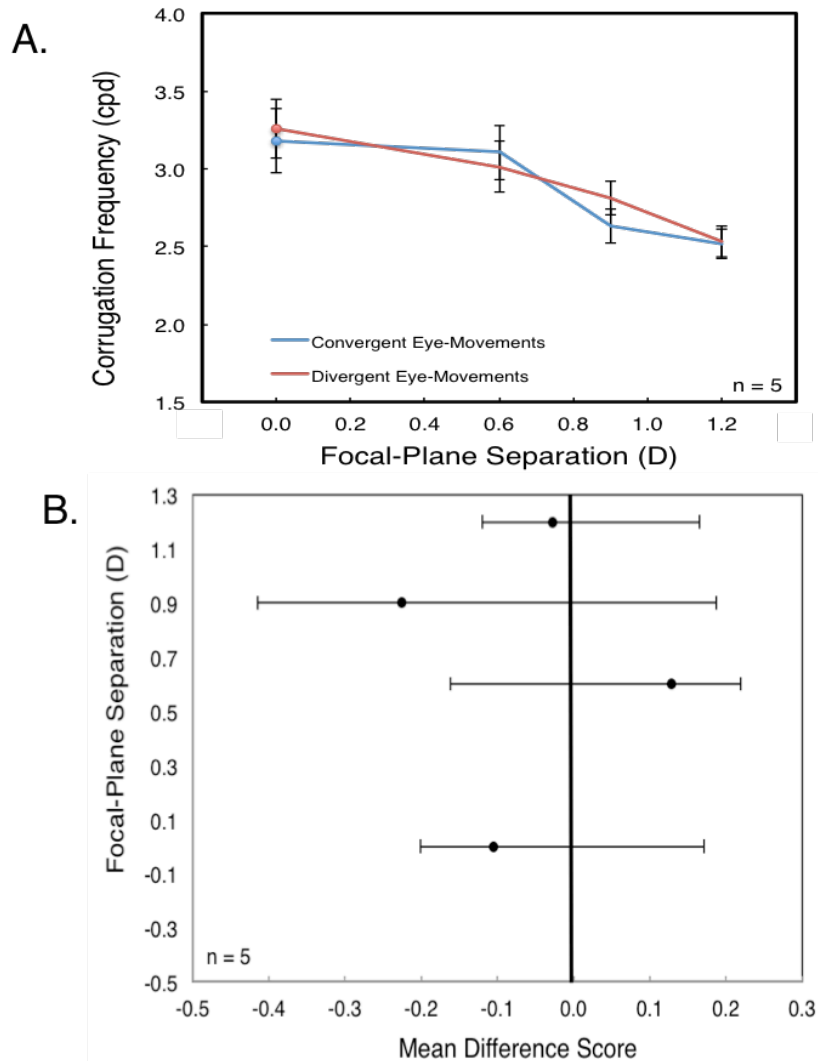 A.
Corrugation Frequency (cpd)
4.0
3.5
3.0
2.5
2.0
1.5
Convergent Eye-Movements
Divergent Eye-Movements
n = 5
0.0 0.2 0.4 0.6 0.8 1.0 1.2
Focal-Plane Separation (D)
B.
Focal-Plane Separation (D)
1.3
1.1
0.9
0.7
0.5
0.3
0.1
-0.1
-0.3
-0.5
n = 5
-0.5 -0.4 -0.3 -0.2 -0.1 0.0 0.1 0.2 0.3
Mean Difference Score